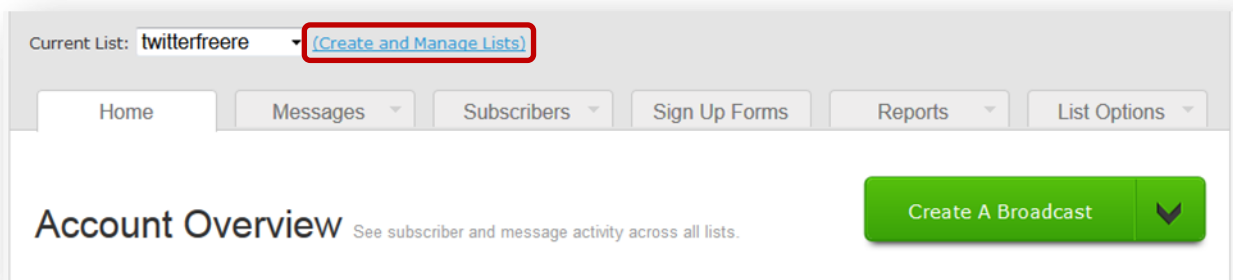 Current List: twitterfreere (Create and Manage Lists)
Home Messages Subscribers Sign Up Forms Reports List Options
Account Overview See subscriber and message activity across all lists.
Create A Broadcast